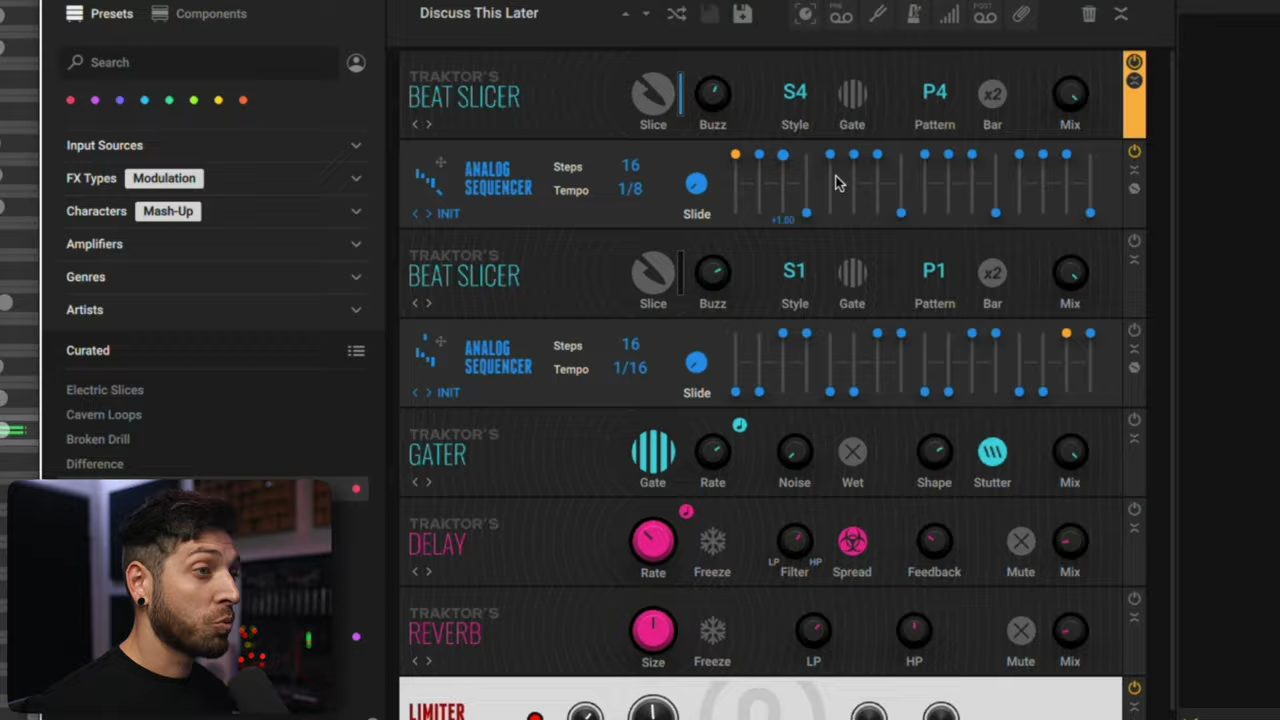 Presets
Components
Discuss This Later
PRE
POST
Search
Input Sources
FX Types Modulation
Characters Mash-Up
Amplifiers
Genres
Artists
Curated
Electric Slices
Cavern Loops
Broken Drill
Difference
TRAKTOR'S
BEAT SLICER
S4
P4
x2
Slice
Buzz
Style
Gate
Pattern
Bar
Mix
ANALOG
SEQUENCER
Steps 16
Tempo 1/8
INIT
Slide
+1.00
TRAKTOR'S
BEAT SLICER
S1
P1
x2
Slice
Buzz
Style
Gate
Pattern
Bar
Mix
ANALOG
SEQUENCER
Steps 16
Tempo 1/16
INIT
Slide
TRAKTOR'S
GATER
Gate
Rate
Noise
Wet
Shape
Stutter
Mix
TRAKTOR'S
DELAY
LP
HP
Rate
Freeze
Filter
Spread
Feedback
Mute
Mix
TRAKTOR'S
REVERB
Size
Freeze
LP
HP
Mute
Mix
LIMITER